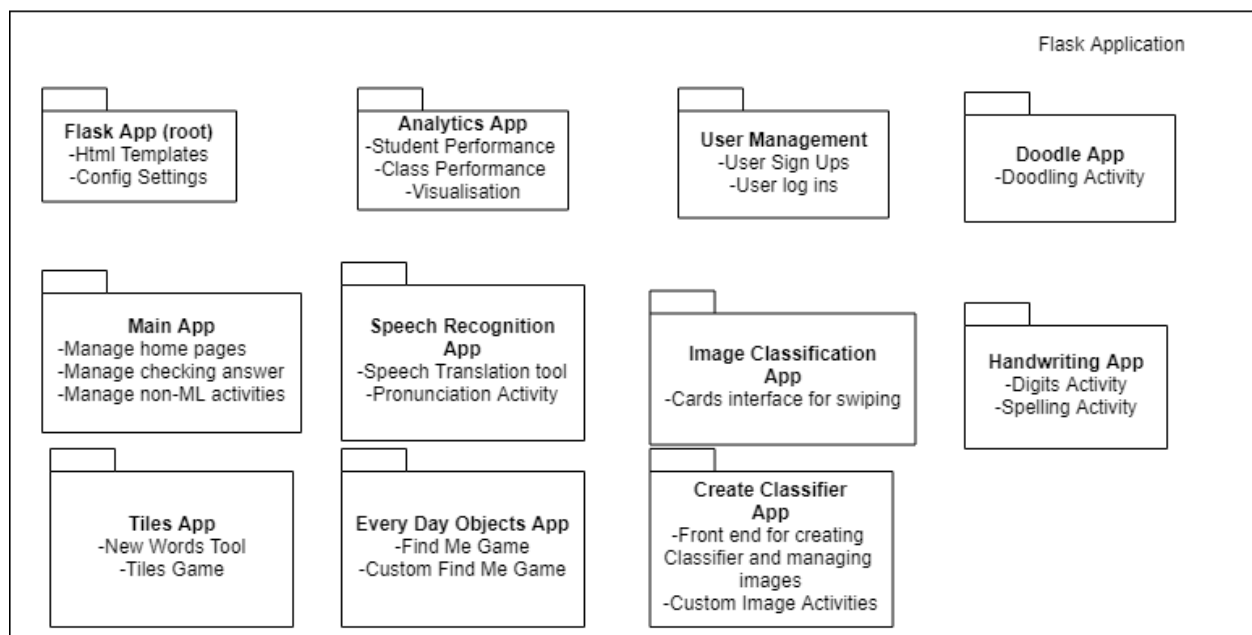 Flask Application
Flask App (root)
-Html Templates
-Config Settings
Analytics App
-Student Performance
-Class Performance
-Visualisation
User Management
-User Sign Ups
-User log ins
Doodle App
-Doodling Activity
Main App
-Manage home pages
-Manage checking answer
-Manage non-ML activities
Speech Recognition
App
-Speech Translation tool
-Pronunciation Activity
Image Classification
App
-Cards interface for swiping
Handwriting App
-Digits Activity
-Spelling Activity
Tiles App
-New Words Tool
-Tiles Game
Every Day Objects App
-Find Me Game
-Custom Find Me Game
Create Classifier
App
-Front end for creating
Classifier and managing
images
-Custom Image Activities